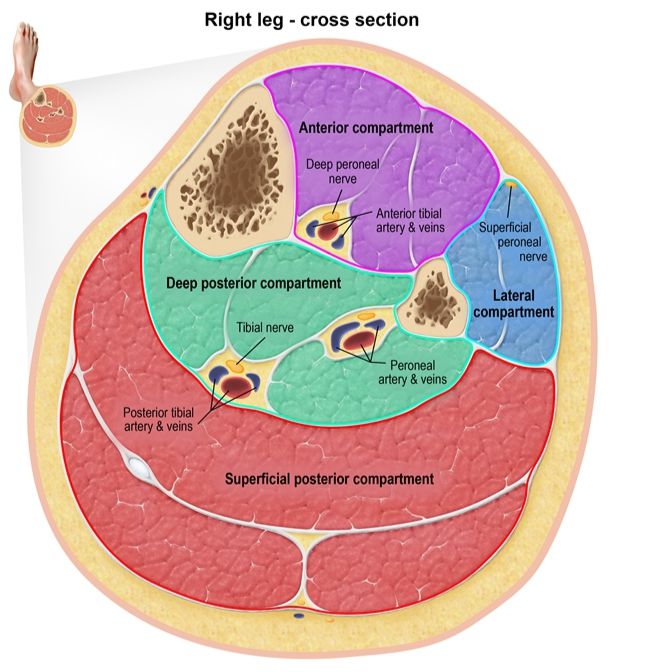 Right leg - cross section
Anterior compartment
Deep peroneal
nerve
Anterior tibial
artery & veins
Superficial
peroneal
nerve
Deep posterior compartment
Lateral
compartment
Tibial nerve
Peroneal
artery & veins
Posterior tibial
artery & veins
Superficial posterior compartment